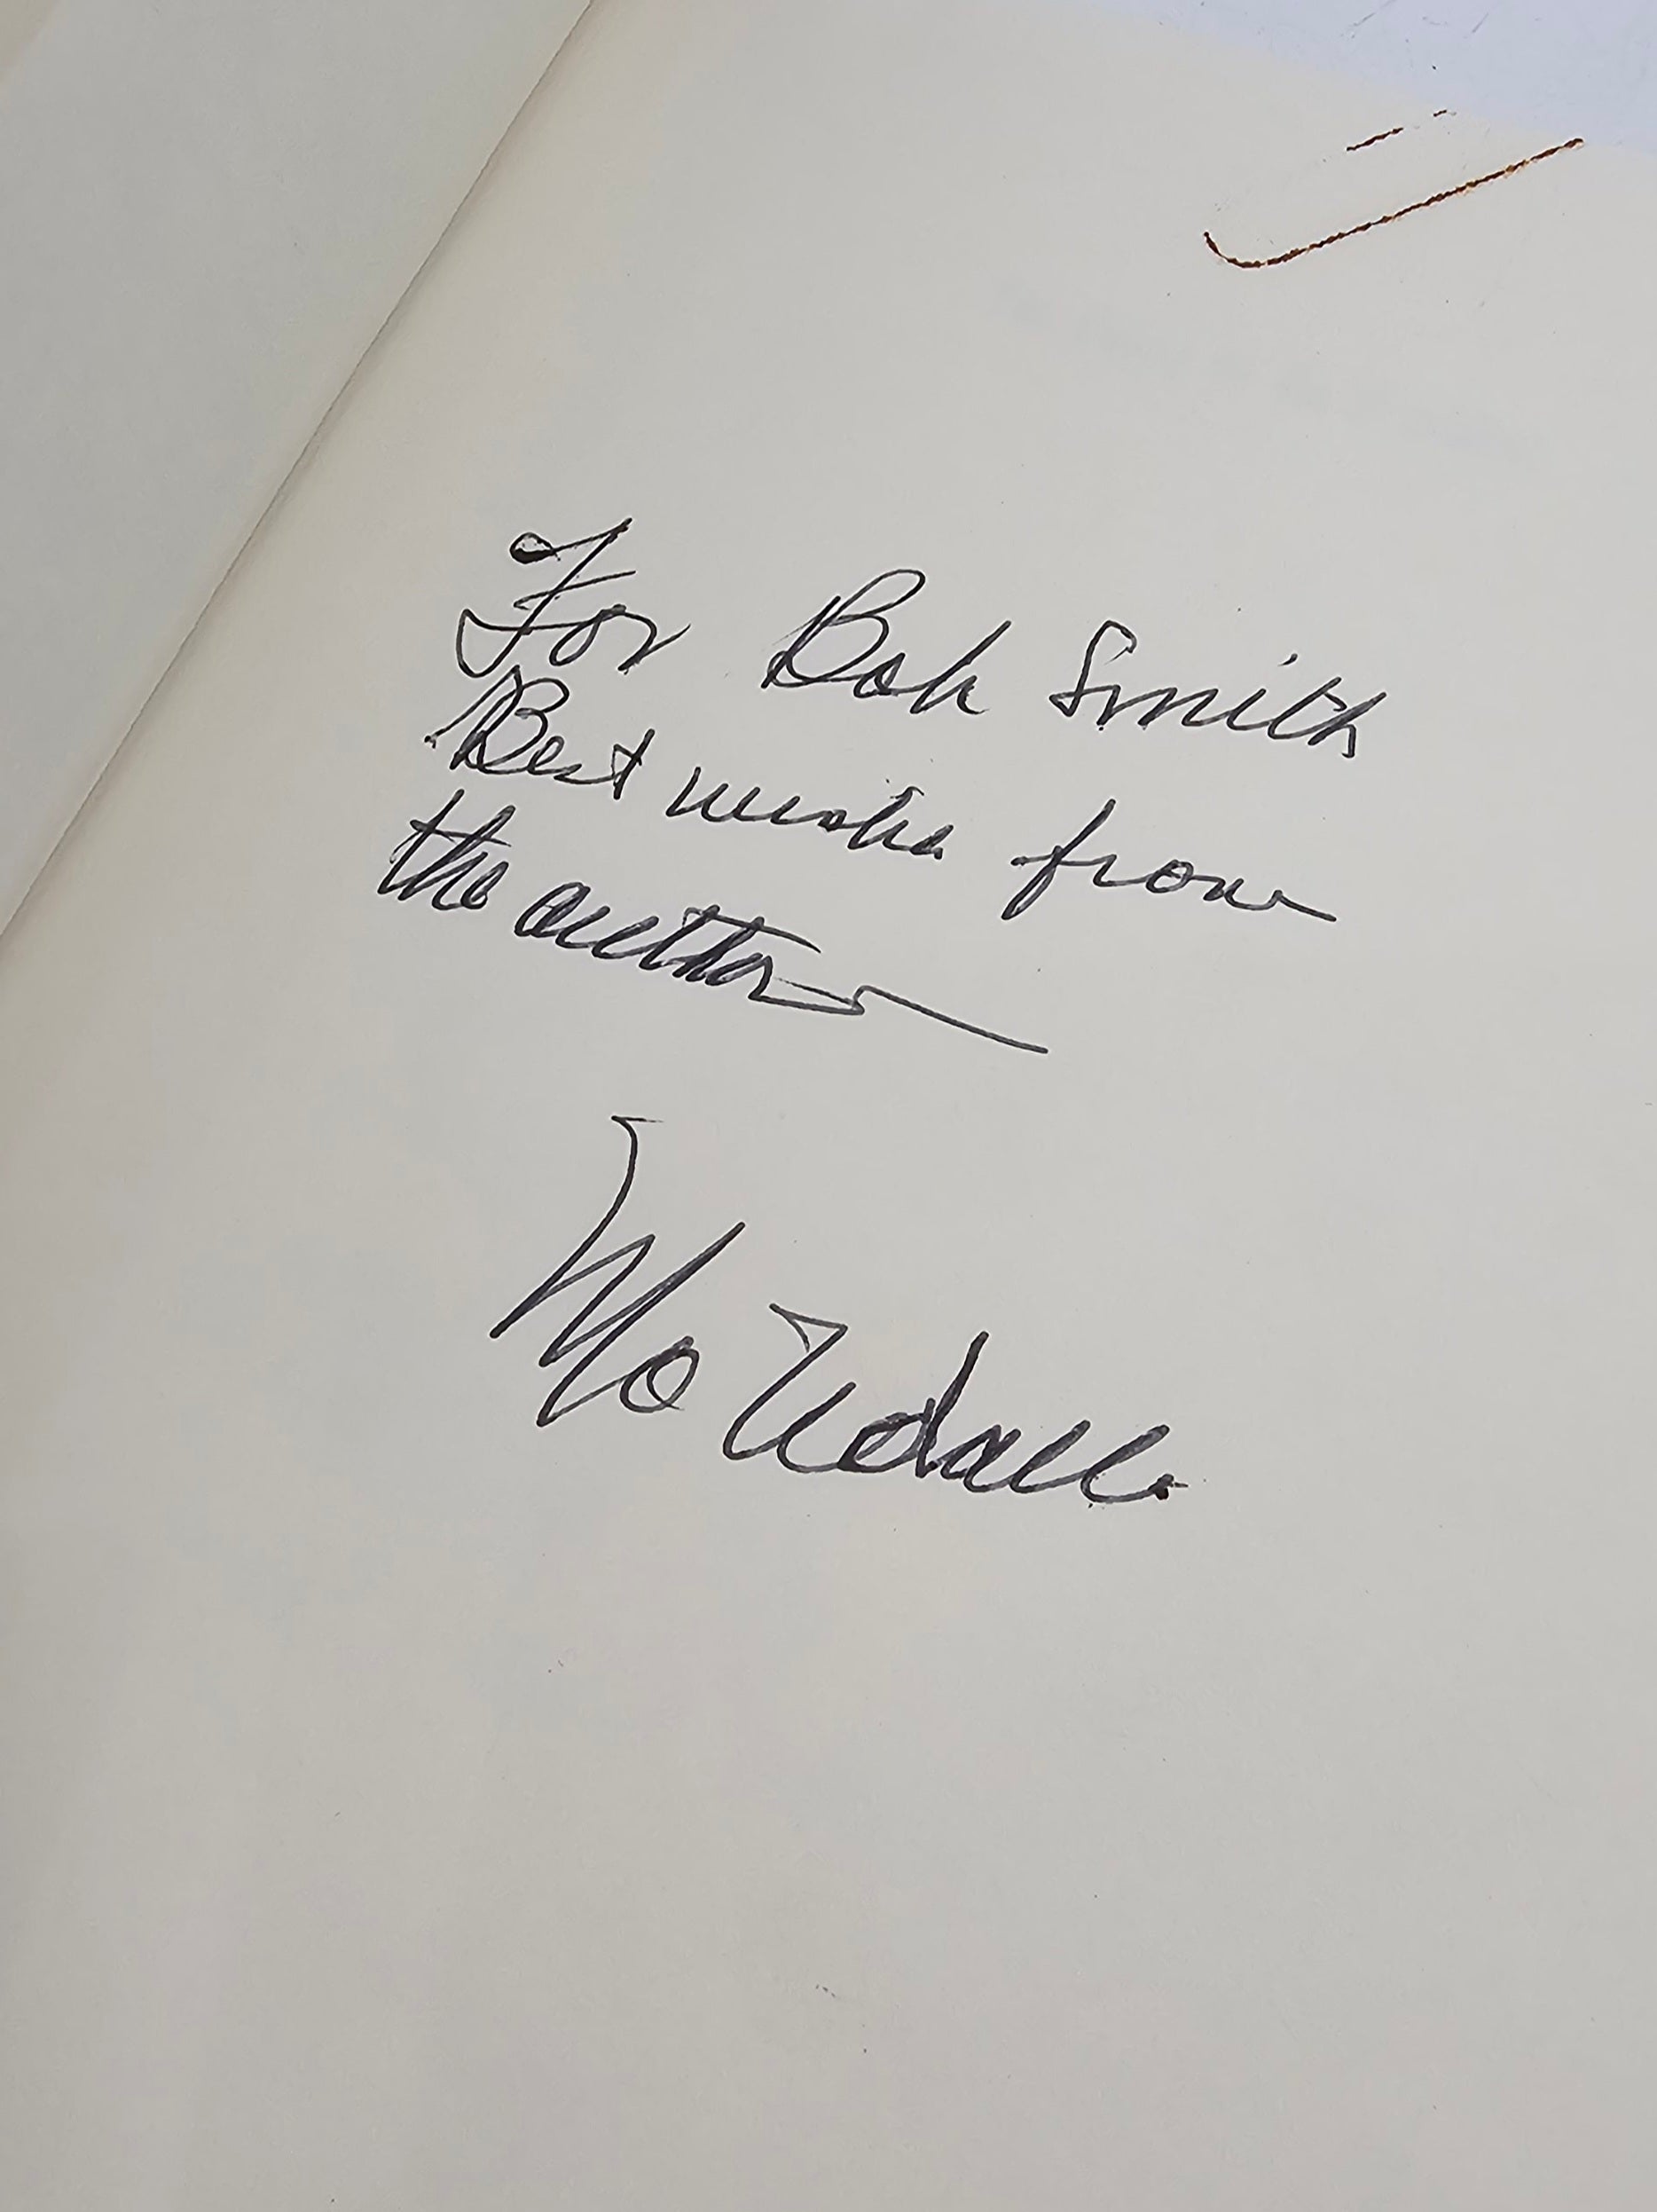 For Bob Smith
Best wishes from
the author
Mo Udall